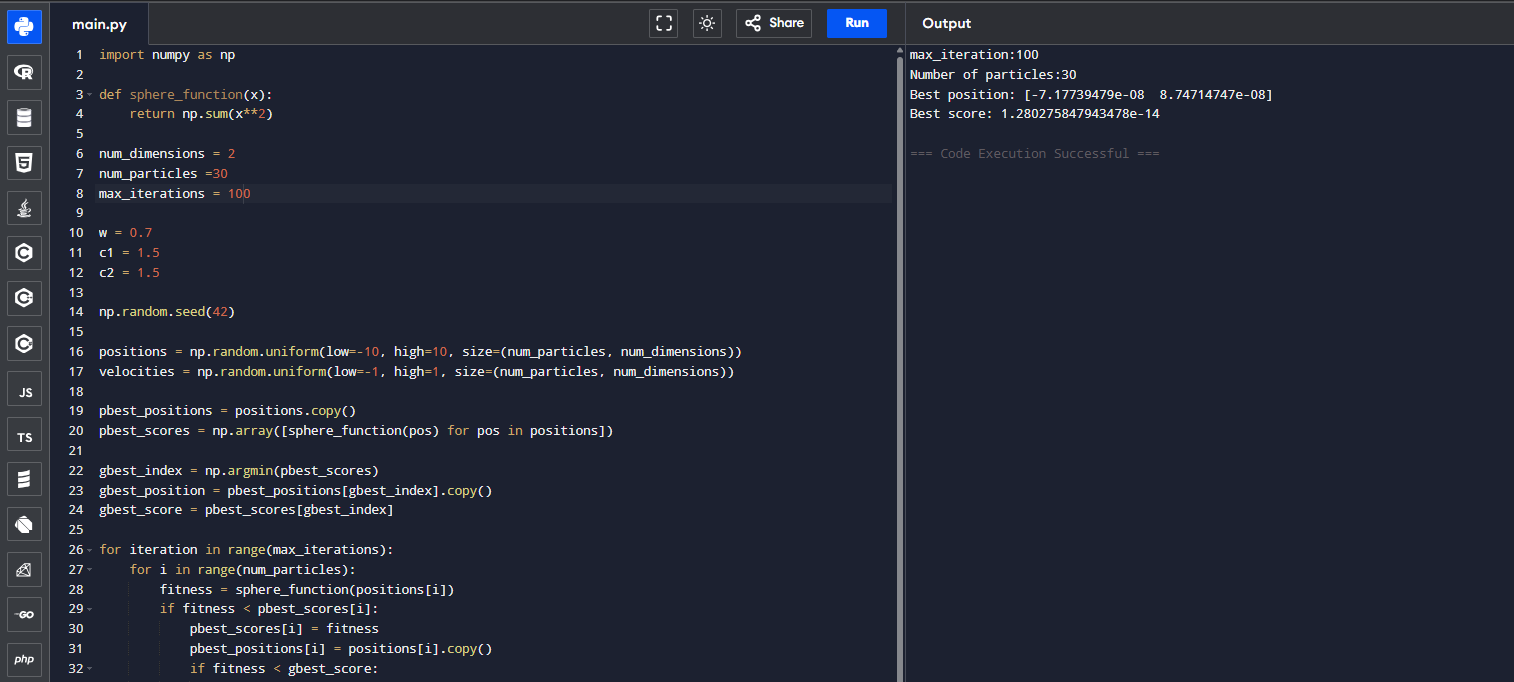 main.py
Share
Run
Output
1 import numpy as np
2
3 def sphere_function(x):
4     return np.sum(x**2)
5
6 num_dimensions = 2
7 num_particles =30
8 max_iterations = 100
9
10 w = 0.7
11 c1 = 1.5
12 c2 = 1.5
13
14 np.random.seed(42)
15
16 positions = np.random.uniform(low=-10, high=10, size=(num_particles, num_dimensions))
17 velocities = np.random.uniform(low=-1, high=1, size=(num_particles, num_dimensions))
18
19 pbest_positions = positions.copy()
20 pbest_scores = np.array([sphere_function(pos) for pos in positions])
21
22 gbest_index = np.argmin(pbest_scores)
23 gbest_position = pbest_positions[gbest_index].copy()
24 gbest_score = pbest_scores[gbest_index]
25
26 for iteration in range(max_iterations):
27     for i in range(num_particles):
28         fitness = sphere_function(positions[i])
29         if fitness < pbest_scores[i]:
30             pbest_scores[i] = fitness
31             pbest_positions[i] = positions[i].copy()
32             if fitness < gbest_score:
max_iteration:100
Number of particles:30
Best position: [-7.17739479e-08  8.74714747e-08]
Best score: 1.280275847943478e-14
=== Code Execution Successful ===
R
5
C
C
C
JS
TS
GO
php